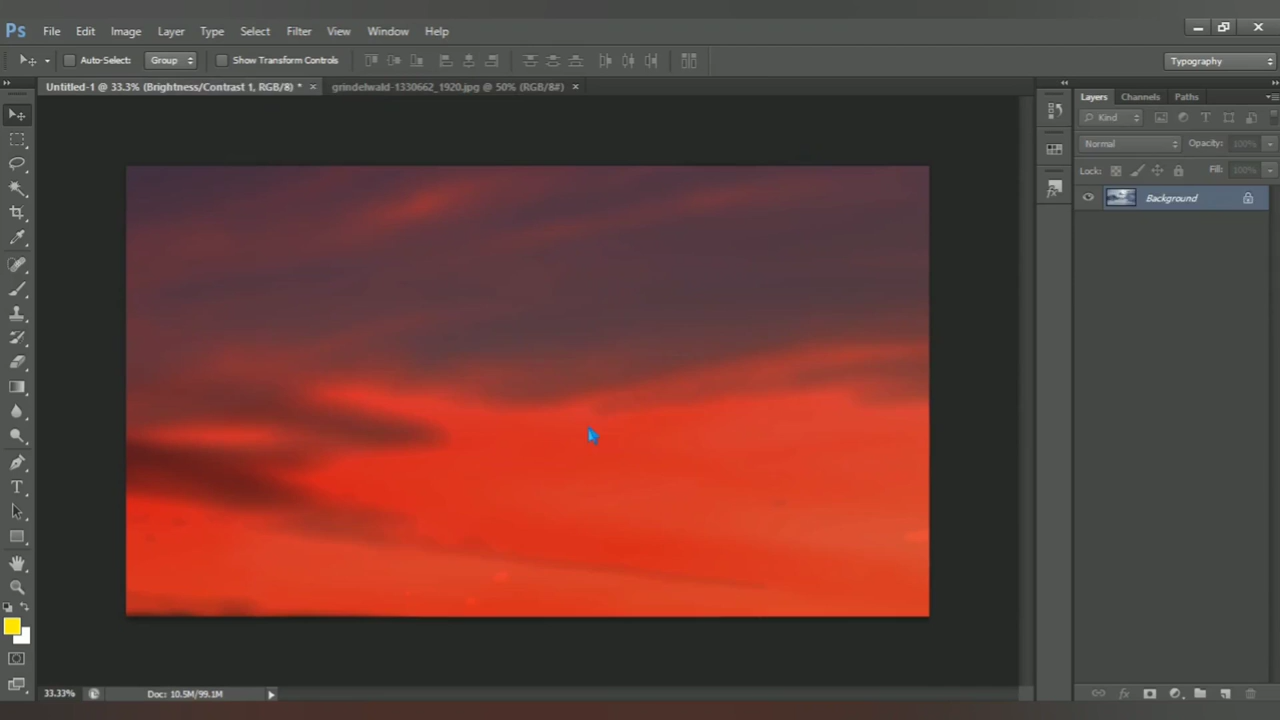 Ps File Edit Image Layer Type Select Filter View Window Help
Auto-Select: Group Show Transform Controls Typography
Untitled-1 @ 33.3% (Brightness/Contrast 1, RGB/8) * × grindelwald-1330662_1920.jpg @ 50% (RGB/8#) ×
Layers Channels Paths
Kind
Normal Opacity: 100%
Lock: Fill: 100%
Background
33.33% Doc: 10.5M/99.1M